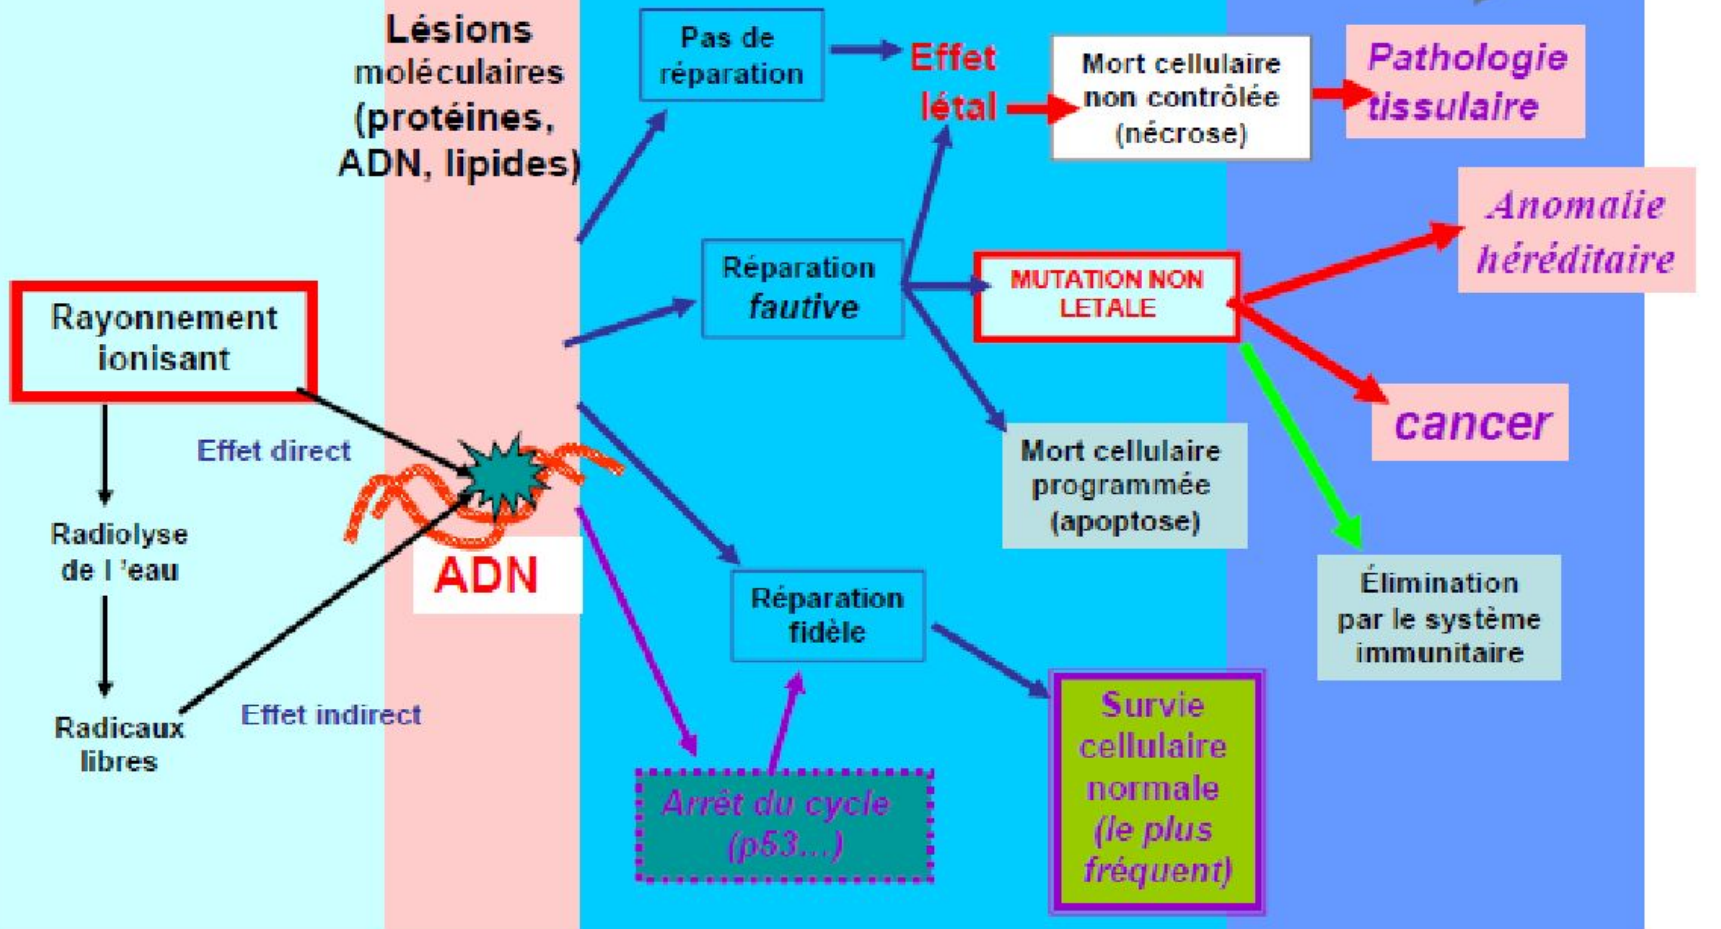 Lésions
moléculaires
(protéines,
ADN, lipides)
Pas de
réparation
Effet
létal
Mort cellulaire
non contrôlée
(nécrose)
Pathologie
tissulaire
Anomalie
héréditaire
Réparation
fautive
MUTATION NON
LETALE
Rayonnement
ionisant
cancer
Effet direct
Mort cellulaire
programmée
(apoptose)
Radiolyse
de l 'eau
ADN
Réparation
fidèle
Élimination
par le système
immunitaire
Radicaux
libres
Effet indirect
Survie
cellulaire
normale
(le plus
fréquent)
Arrêt du cycle
(p53...)